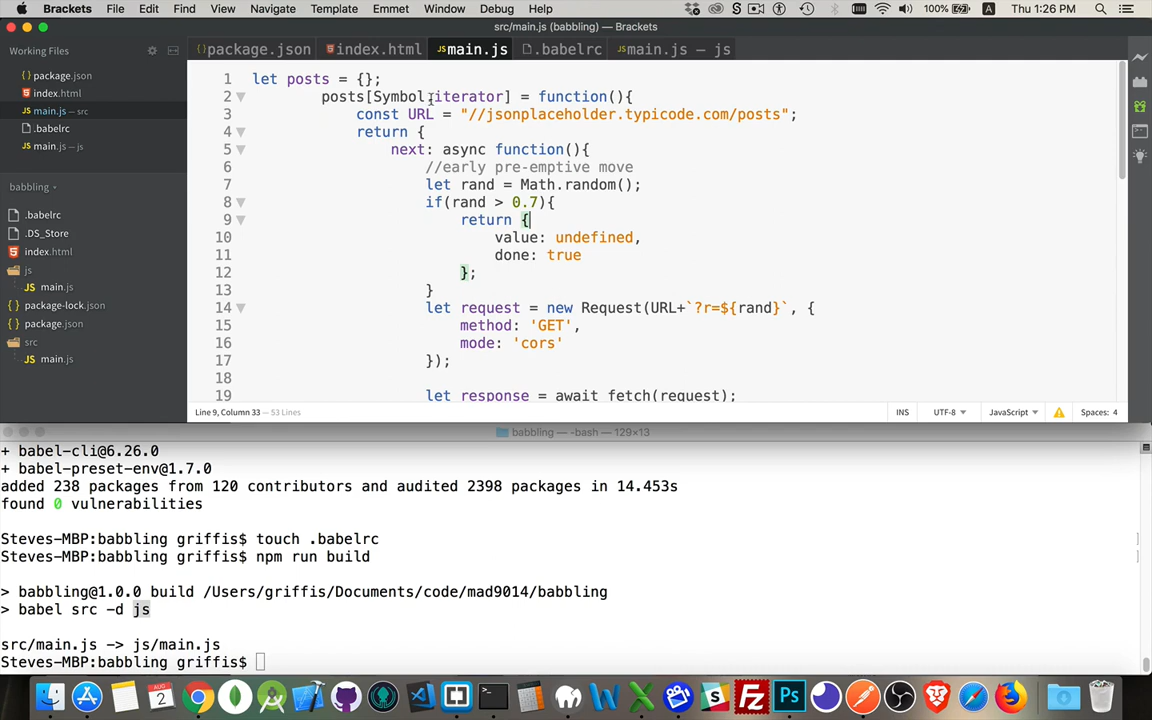 Brackets File Edit Find View Navigate Template Emmet Window Debug Help 100% Thu 1:26 PM
src/main.js (babbling) — Brackets
Working Files
package.json
index.html
main.js — src
.babelrc
main.js — js
babbling
.babelrc
.DS_Store
index.html
js
main.js
package-lock.json
package.json
src
main.js
package.json index.html main.js .babelrc main.js — js
1 let posts = {};
2 posts[Symbol.iterator] = function(){
3 const URL = "//jsonplaceholder.typicode.com/posts";
4 return {
5 next: async function(){
6 //early pre-emptive move
7 let rand = Math.random();
8 if(rand > 0.7){
9 return {
10 value: undefined,
11 done: true
12 };
13 }
14 let request = new Request(URL+`?r=${rand}`, {
15 method: 'GET',
16 mode: 'cors'
17 });
18
19 let response = await fetch(request);
Line 9, Column 33 — 53 Lines INS UTF-8 JavaScript Spaces: 4
babbling — -bash — 129×13
+ babel-cli@6.26.0
+ babel-preset-env@1.7.0
added 238 packages from 120 contributors and audited 2398 packages in 14.453s
found 0 vulnerabilities
Steves-MBP:babbling griffis$ touch .babelrc
Steves-MBP:babbling griffis$ npm run build
> babbling@1.0.0 build /Users/griffis/Documents/code/mad9014/babbling
> babel src -d js
src/main.js -> js/main.js
Steves-MBP:babbling griffis$